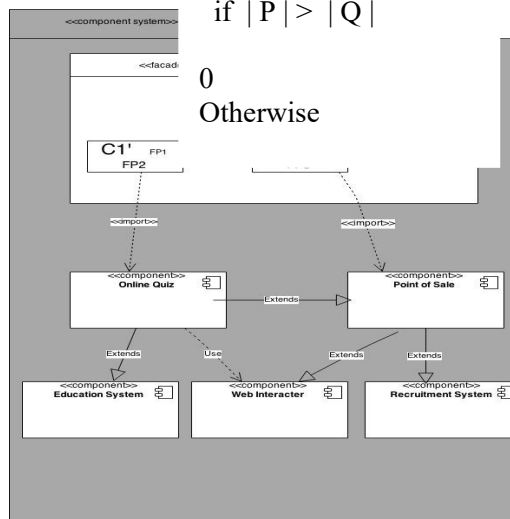 if | P | > | Q |
<<component system>>
<<facad
0
Otherwise
C1' FP1
FP2
<<import>>
<<import>>
<<component>>
Online Quiz
<<component>>
Point of Sale
Extends
Extends
Use
Extends
Extends
<<component>>
Education System
<<component>>
Web Interacter
<<component>>
Recruitment System